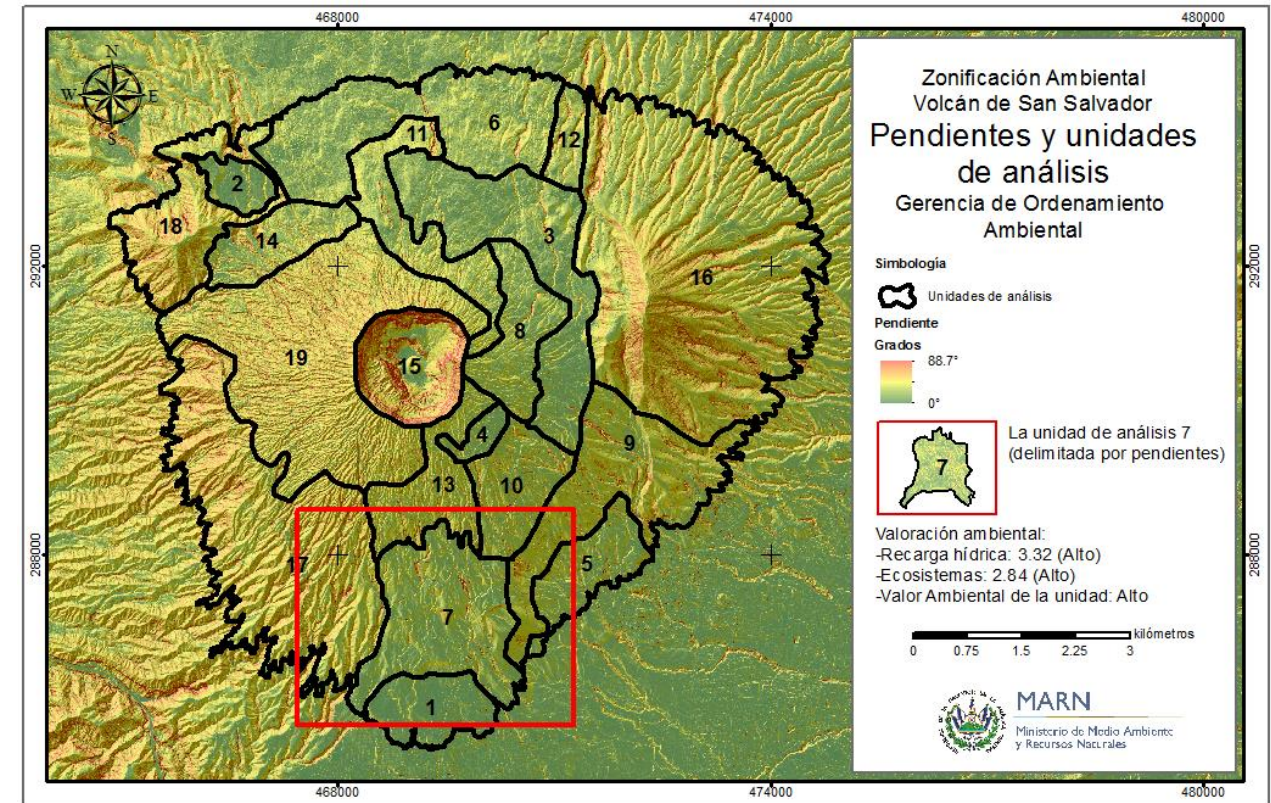 468000
474000
480000
N
W
E
S
292000
288000
292000
288000
6
11
12
2
18
14
3
16
8
19
15
4
9
13
10
17
5
7
1
468000
474000
480000
Zonificación Ambiental
Volcán de San Salvador
Pendientes y unidades
de análisis
Gerencia de Ordenamiento
Ambiental
Simbología
Unidades de análisis
Pendiente
Grados
88.7°
0°
7
La unidad de análisis 7
(delimitada por pendientes)
Valoración ambiental:
-Recarga hídrica: 3.32 (Alto)
-Ecosistemas: 2.84 (Alto)
-Valor Ambiental de la unidad: Alto
kilómetros
0 0.75 1.5 2.25 3
MARN
Ministerio de Medio Ambiente
y Recursos Naturales